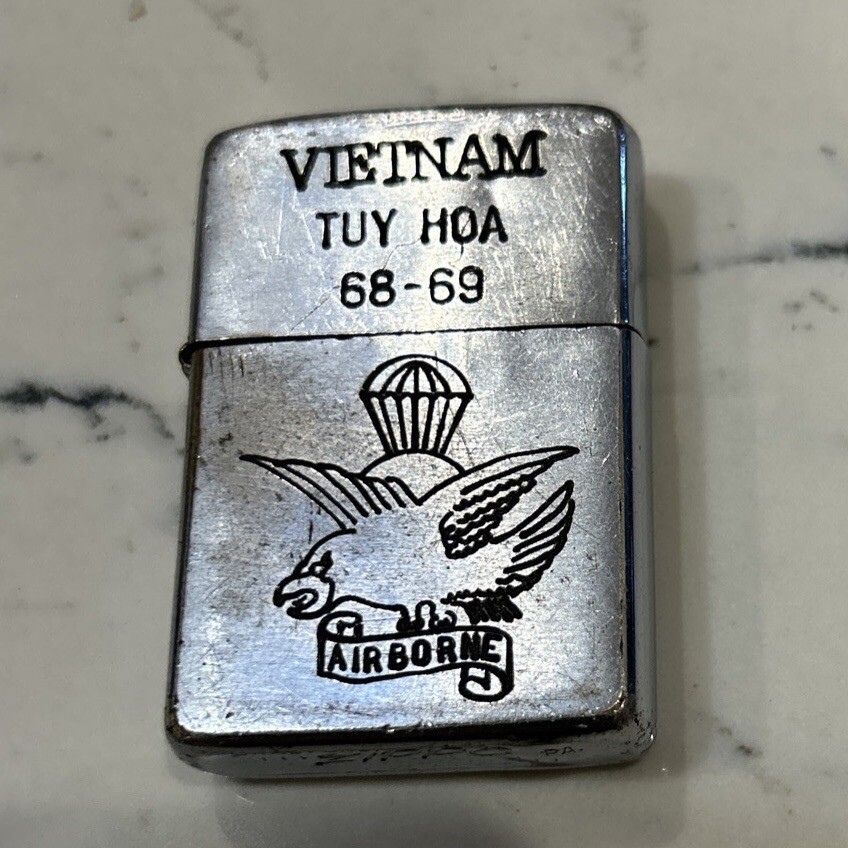 VIETNAM
TUY HOA
68-69
AIRBORNE